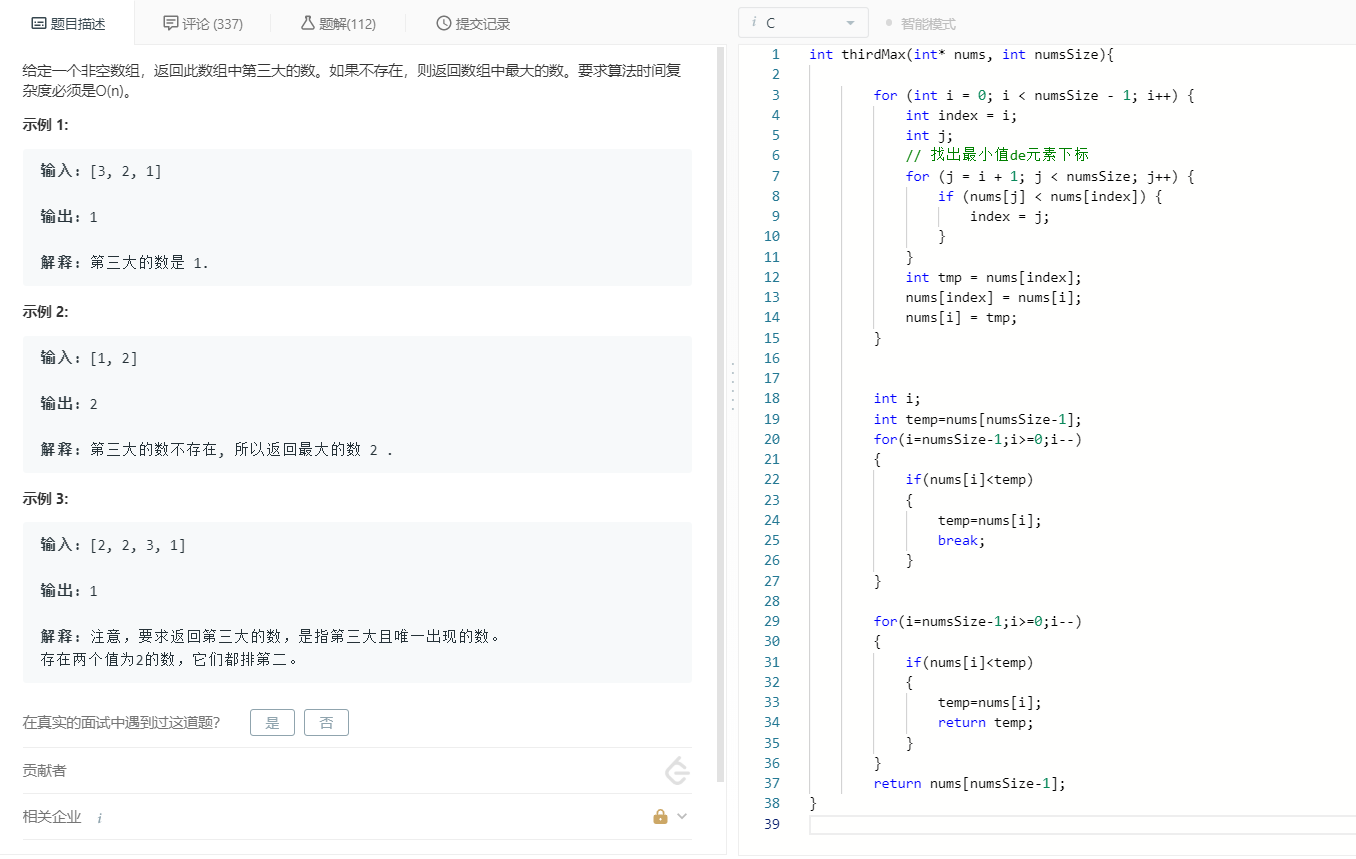 题目描述
评论 (337)
题解(112)
提交记录
给定一个非空数组，返回此数组中第三大的数。如果不存在，则返回数组中最大的数。要求算法时间复
杂度必须是O(n)。
示例 1:
输入: [3, 2, 1]
输出: 1
解释: 第三大的数是 1.
示例 2:
输入: [1, 2]
输出: 2
解释: 第三大的数不存在, 所以返回最大的数 2 .
示例 3:
输入: [2, 2, 3, 1]
输出: 1
解释: 注意，要求返回第三大的数，是指第三大且唯一出现的数。
存在两个值为2的数，它们都排第二。
在真实的面试中遇到过这道题?
是
否
贡献者
相关企业 i
i C
智能模式
1 int thirdMax(int* nums, int numsSize){
2
3 for (int i = 0; i < numsSize - 1; i++) {
4 int index = i;
5 int j;
6 // 找出最小值de元素下标
7 for (j = i + 1; j < numsSize; j++) {
8 if (nums[j] < nums[index]) {
9 index = j;
10 }
11 }
12 int tmp = nums[index];
13 nums[index] = nums[i];
14 nums[i] = tmp;
15 }
16
17
18 int i;
19 int temp=nums[numsSize-1];
20 for(i=numsSize-1;i>=0;i--)
21 {
22 if(nums[i]<temp)
23 {
24 temp=nums[i];
25 break;
26 }
27 }
28
29 for(i=numsSize-1;i>=0;i--)
30 {
31 if(nums[i]<temp)
32 {
33 temp=nums[i];
34 return temp;
35 }
36 }
37 return nums[numsSize-1];
38 }
39